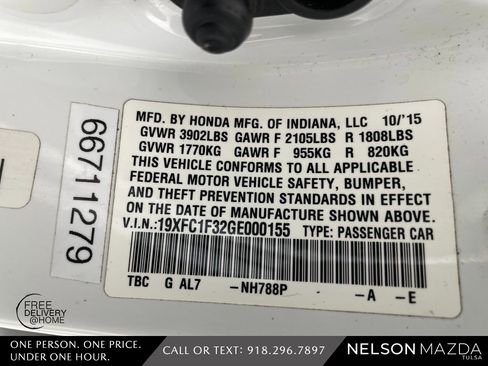 MFD. BY HONDA MFG. OF INDIANA, LLC 10/'15
GVWR 3902LBS GAWR F 2105LBS R 1808LBS
GVWR 1770KG GAWR F 955KG R 820KG
THIS VEHICLE CONFORMS TO ALL APPLICABLE
FEDERAL MOTOR VEHICLE SAFETY, BUMPER,
AND THEFT PREVENTION STANDARDS IN EFFECT
ON THE DATE OF MANUFACTURE SHOWN ABOVE.
V.I.N.:19XFC1F32GE000155 TYPE: PASSENGER CAR
TBC G AL7 -NH788P -A -E
66711279
FREE
DELIVERY
@HOME
ONE PERSON. ONE PRICE.
UNDER ONE HOUR.
CALL OR TEXT: 918.296.7897
NELSON MAZDA
TULSA